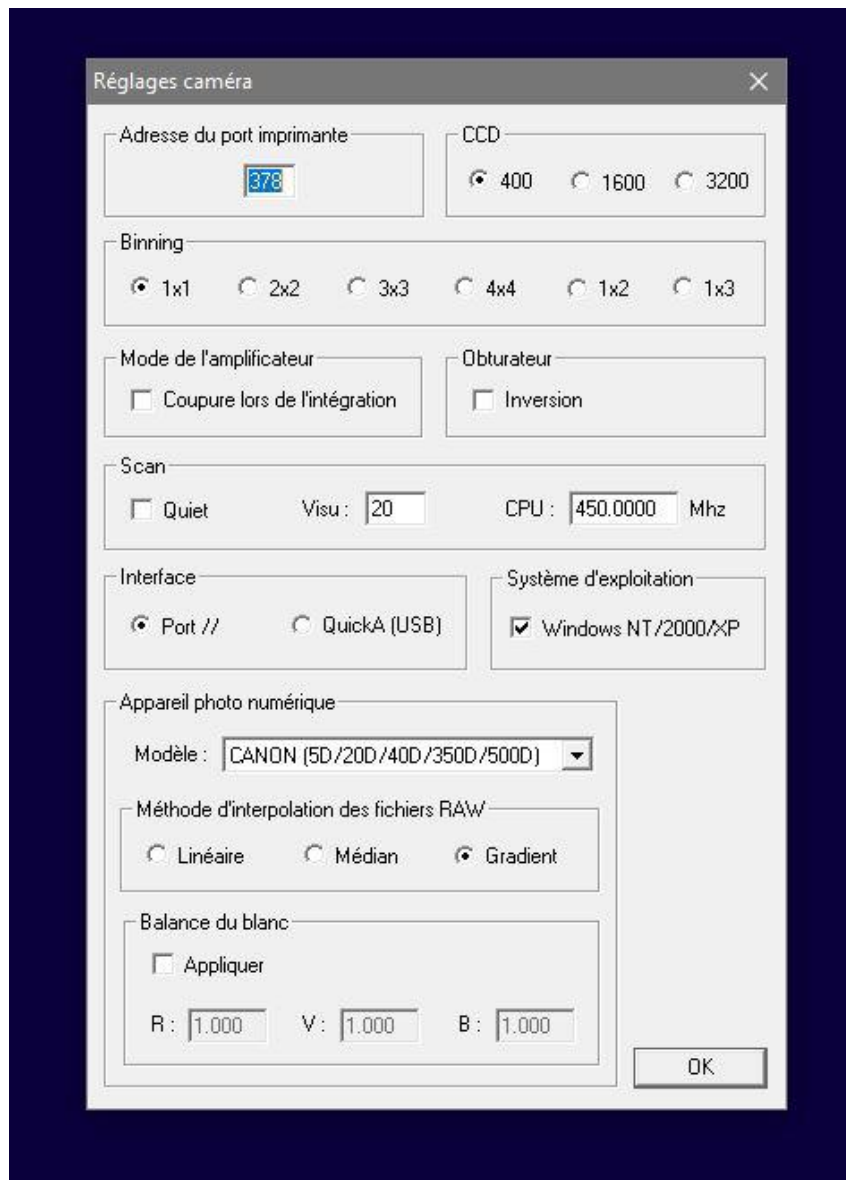 Réglages caméra
Adresse du port imprimante
378
CCD
400 1600 3200
Binning
1x1 2x2 3x3 4x4 1x2 1x3
Mode de l'amplificateur
Coupure lors de l'intégration
Obturateur
Inversion
Scan
Quiet Visu : 20 CPU : 450.0000 Mhz
Interface
Port // QuickA (USB)
Système d'exploitation
Windows NT/2000/XP
Appareil photo numérique
Modèle : CANON (5D/20D/40D/350D/500D)
Méthode d'interpolation des fichiers RAW
Linéaire Médian Gradient
Balance du blanc
Appliquer
R : 1.000 V : 1.000 B : 1.000
OK